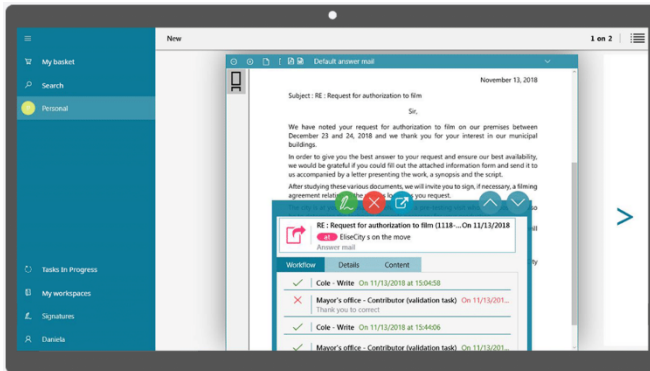 New
1 on 2
My basket
Search
Personal
Tasks In Progress
My workspaces
Signatures
Daniela
Default answer mail
November 13, 2018
Subject : RE : Request for authorization to film
Sir,
We have noted your request for authorization to film on our premises between
December 23 and 24, 2018 and we thank you for your interest in our municipal
buildings.
In order to give you the best answer to your request and ensure our best availability,
we would be grateful if you could fill out the attached information form and send it to
us accompanied by a letter presenting the work, a synopsis and the script.
After studying these various documents, we will invite you to sign, if necessary, a filming
agreement you request.
RE : Request for authorization to film (1118-...On 11/13/2018
at EliseCity s on the move
Answer mail
Workflow Details Content
Cole - Write On 11/13/2018 at 15:04:58
Mayor's office - Contributor (validation task) On 11/13/201...
Thank you to correct
Cole - Write On 11/13/2018 at 15:44:06
Mayor's office - Contributor (validation task) On 11/13/201...